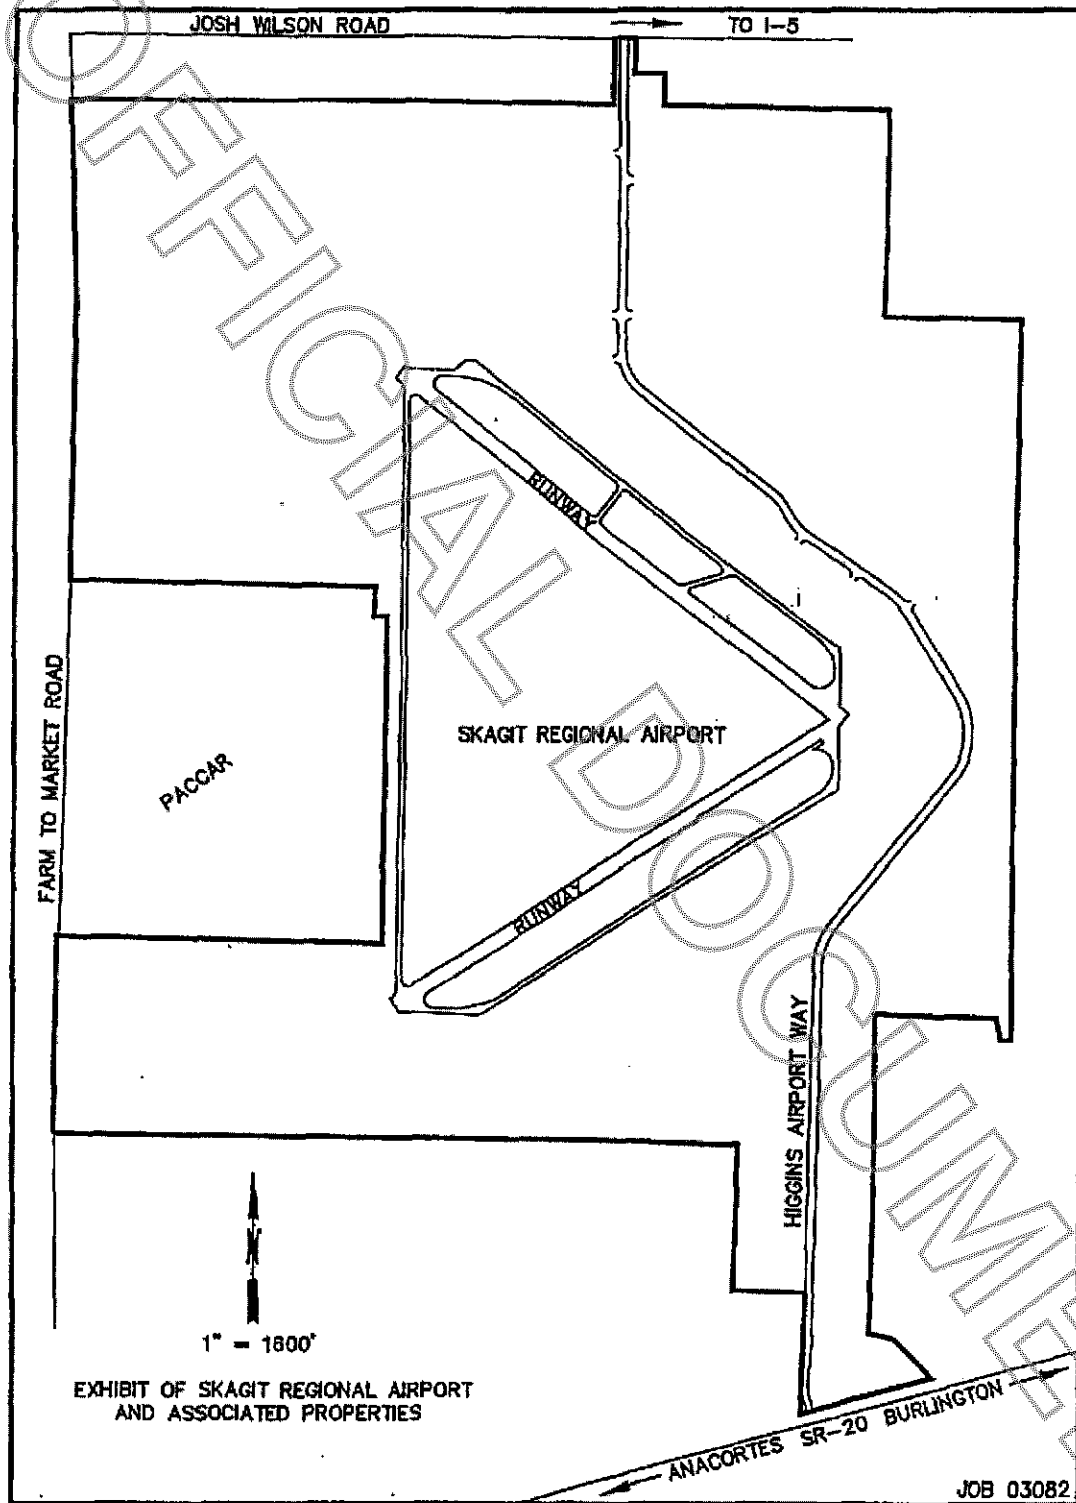 JOSH WILSON ROAD
TO I-5
RUNWAY
SKAGIT REGIONAL AIRPORT
FARM TO MARKET ROAD
PACCAR
RUNWAY
HIGGINS AIRPORT WAY
N
1" = 1600'
EXHIBIT OF SKAGIT REGIONAL AIRPORT
AND ASSOCIATED PROPERTIES
ANACORTES SR-20 BURLINGTON
JOB 03082
OFFICIAL DOCUME